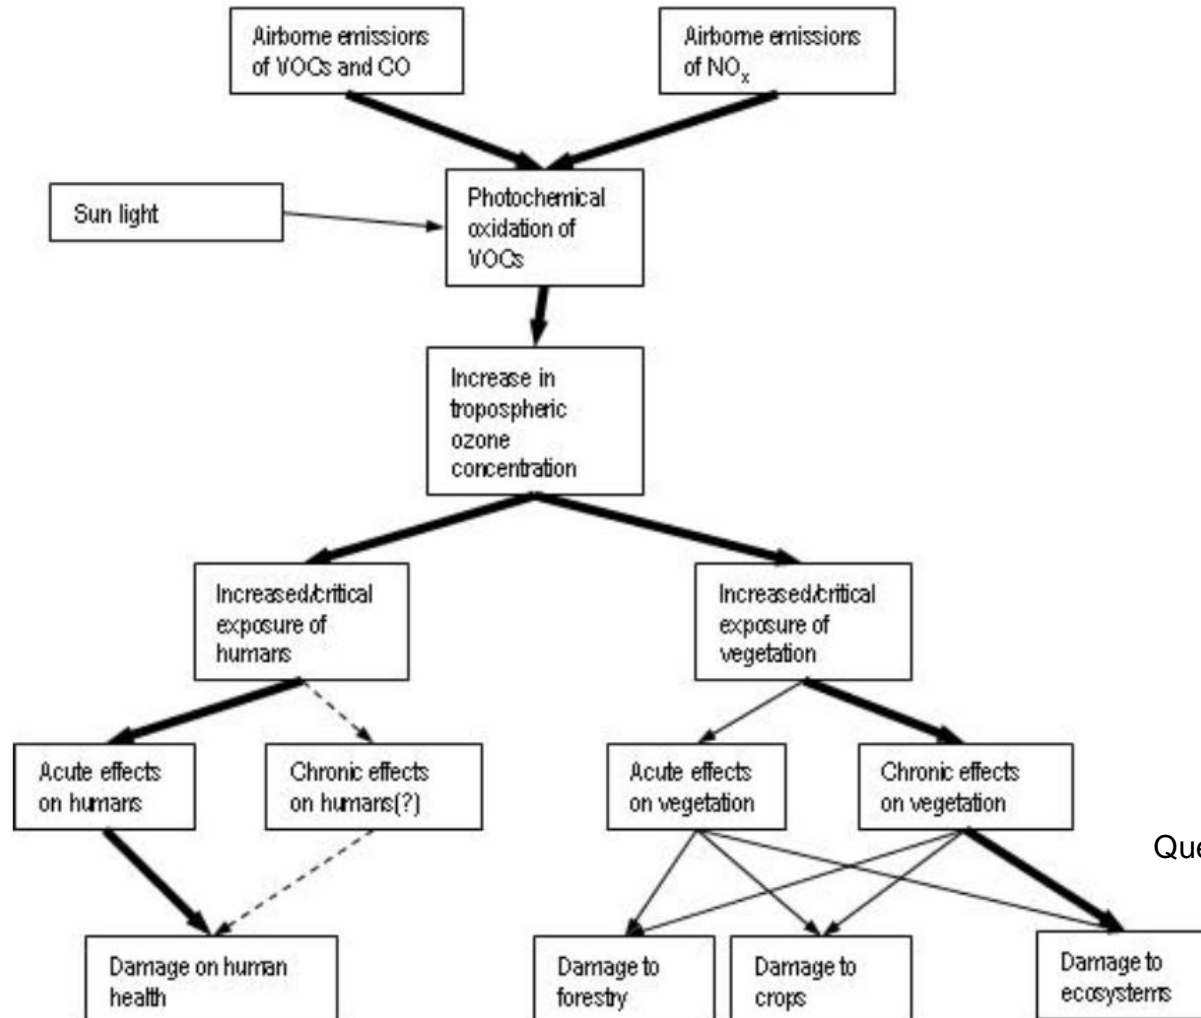 Airborne emissions
of VOCs and CO
Airborne emissions
of NOx
Sun light
Photochemical
oxidation of
VOCs
Increase in
tropospheric
ozone
concentration
Increased/critical
exposure of
humans
Increased/critical
exposure of
vegetation
Acute effects
on humans
Chronic effects
on humans(?)
Acute effects
on vegetation
Chronic effects
on vegetation
Damage on human
health
Damage to
forestry
Damage to
crops
Damage to
ecosystems